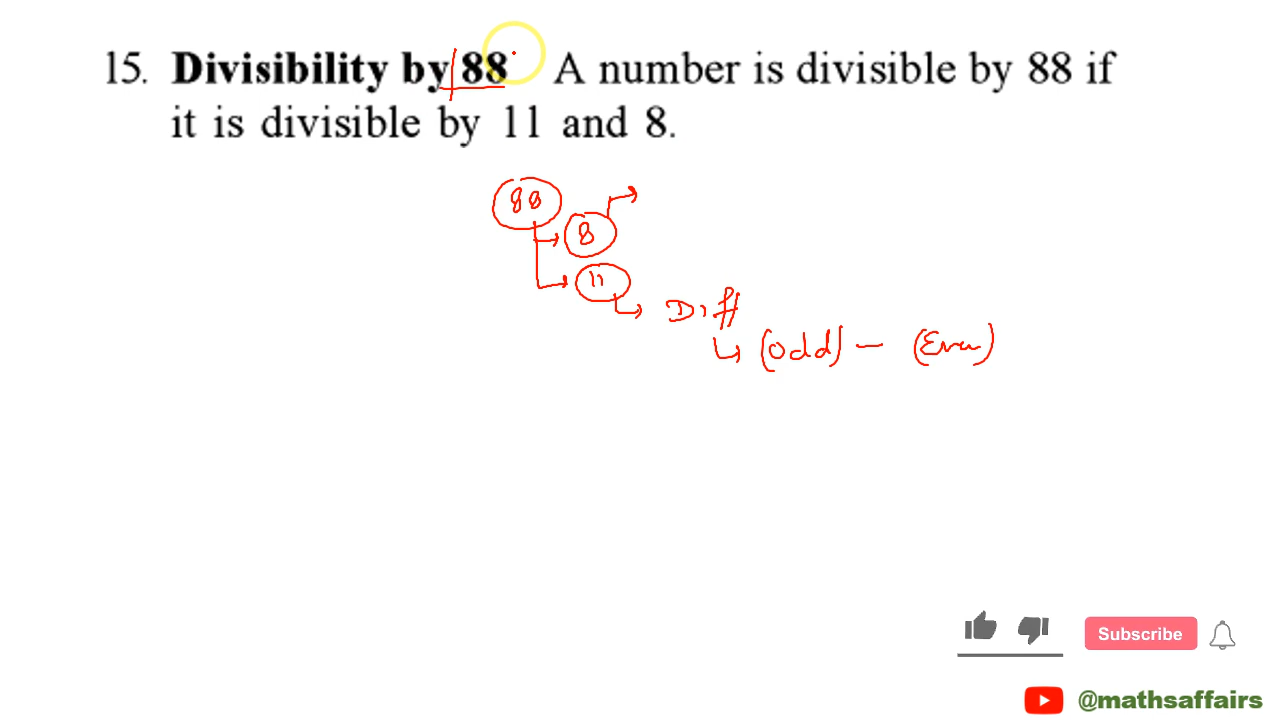 15. Divisibility by 88 A number is divisible by 88 if
it is divisible by 11 and 8.
88
8
11
Diff
(odd) - (Even)
Subscribe
@mathsaffairs